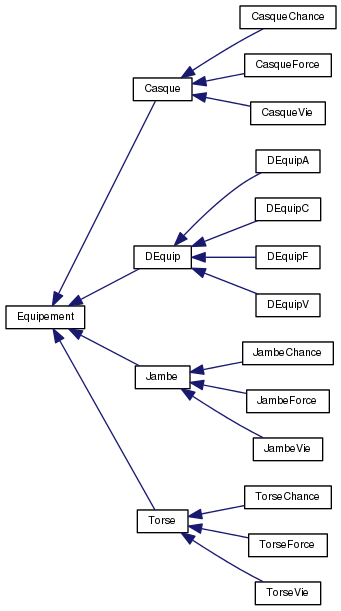 CasqueChance
CasqueForce
Casque
CasqueVie
DEquipA
DEquipC
DEquip
DEquipF
DEquipV
Equipement
JambeChance
Jambe
JambeForce
JambeVie
TorseChance
Torse
TorseForce
TorseVie